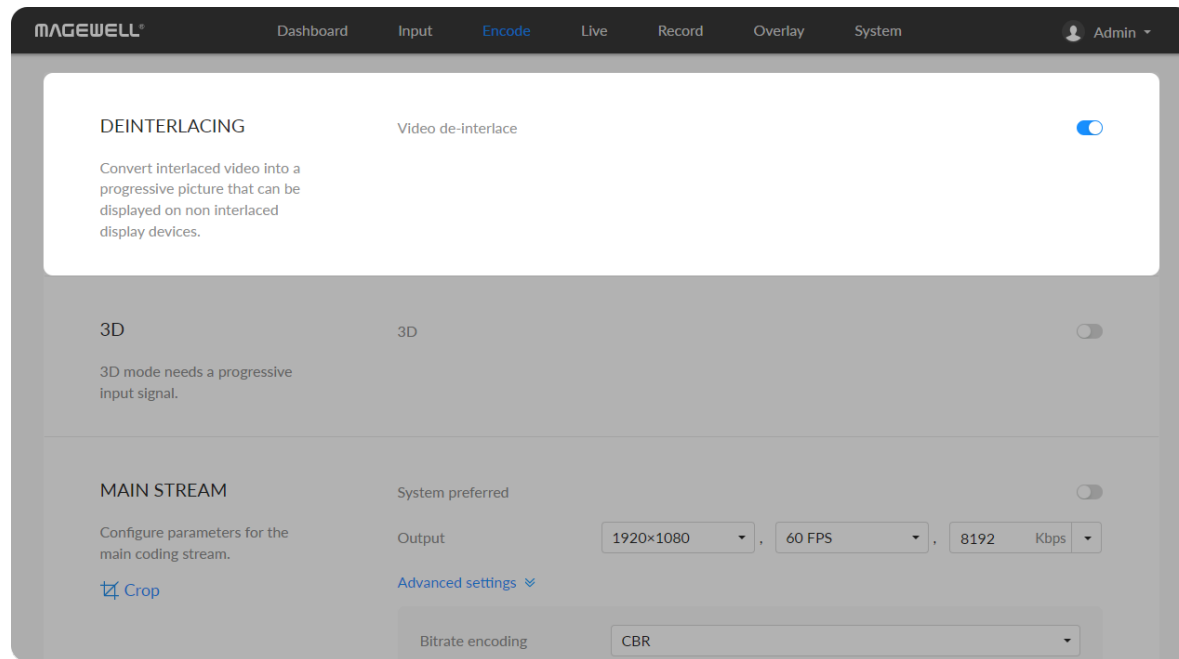 MAGEWELL®
Dashboard Input Encode Live Record Overlay System Admin
DEINTERLACING
Video de-interlace
Convert interlaced video into a
progressive picture that can be
displayed on non interlaced
display devices.
3D
3D
3D mode needs a progressive
input signal.
MAIN STREAM
System preferred
Configure parameters for the
main coding stream.
Output 1920×1080 , 60 FPS , 8192 Kbps
Crop
Advanced settings
Bitrate encoding CBR